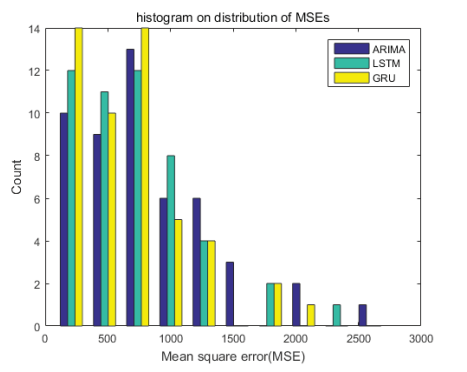 histogram on distribution of MSEs
14
12
10
8
6
4
2
0
Count
ARIMA
LSTM
GRU
0 500 1000 1500 2000 2500 3000
Mean square error(MSE)